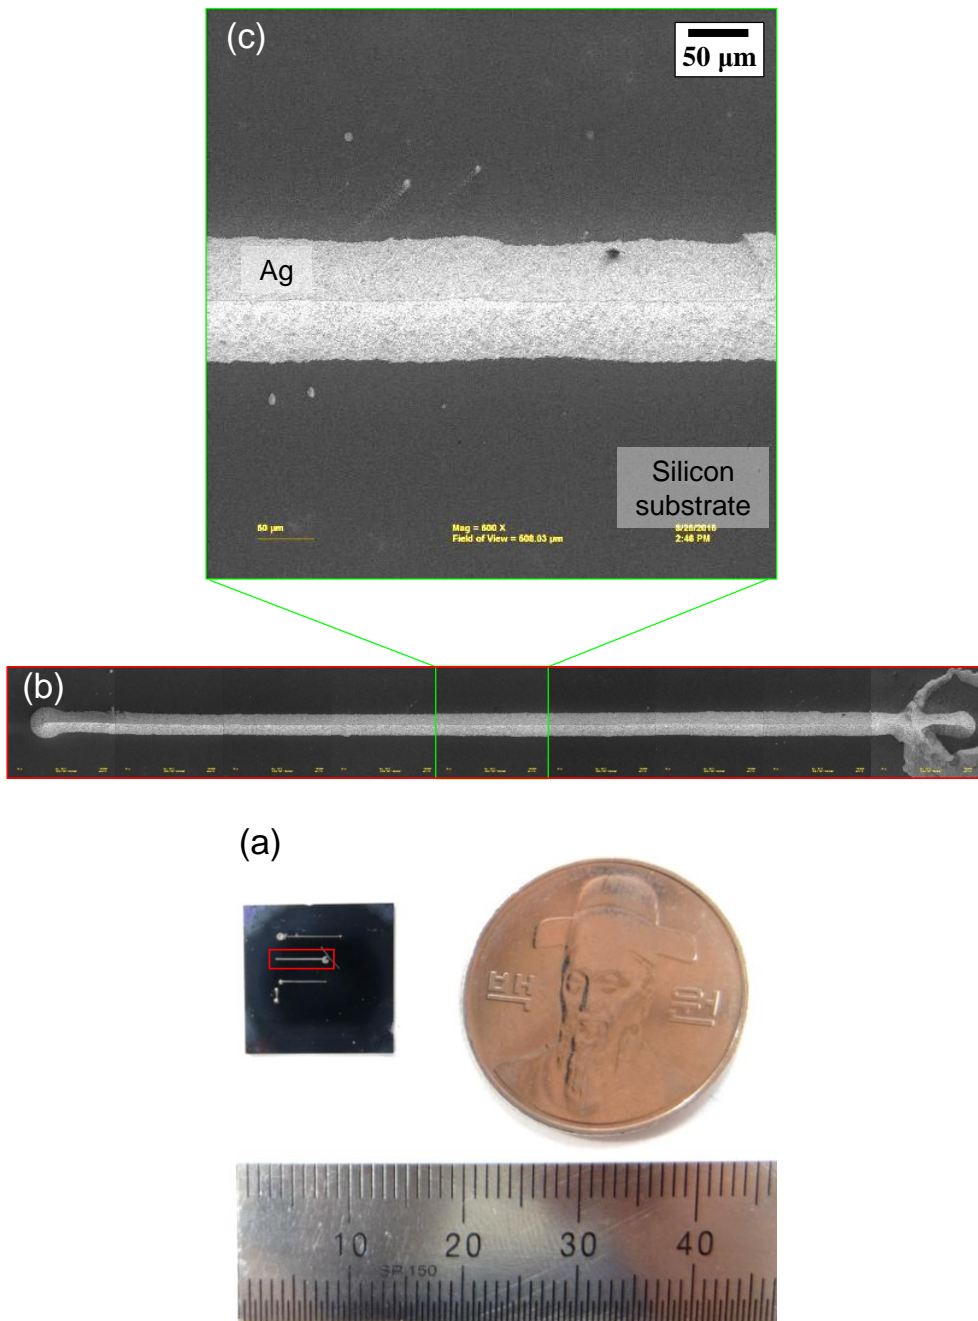 (c)
50 μm
Ag
Silicon
substrate
50 μm
Mag = 600 X
Field of View = 508.03 μm
2:46 PM
(b)
(a)
백
원
10
20
30
40
SP 150